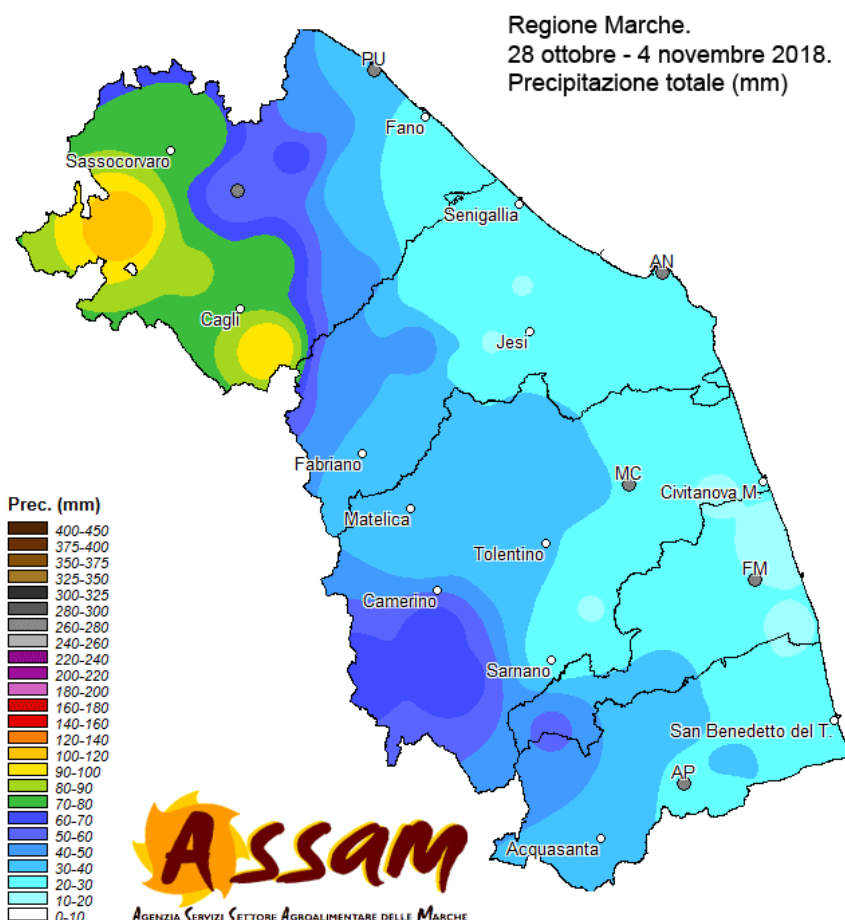 Regione Marche.
28 ottobre - 4 novembre 2018.
Precipitazione totale (mm)
PU
Fano
Sassocorvaro
Senigallia
AN
Cagli
Jesi
Fabriano
MC
Civitanova M.
Matelica
Tolentino
FM
Camerino
Sarnano
San Benedetto del T.
AP
Acquasanta
Prec. (mm)
400-450
375-400
350-375
325-350
300-325
280-300
260-280
240-260
220-240
200-220
180-200
160-180
140-160
120-140
100-120
90-100
80-90
70-80
60-70
50-60
40-50
30-40
20-30
10-20
0-10
ASSAM
AGENZIA SERVIZI SETTORE AGROALIMENTARE DELLE MARCHE